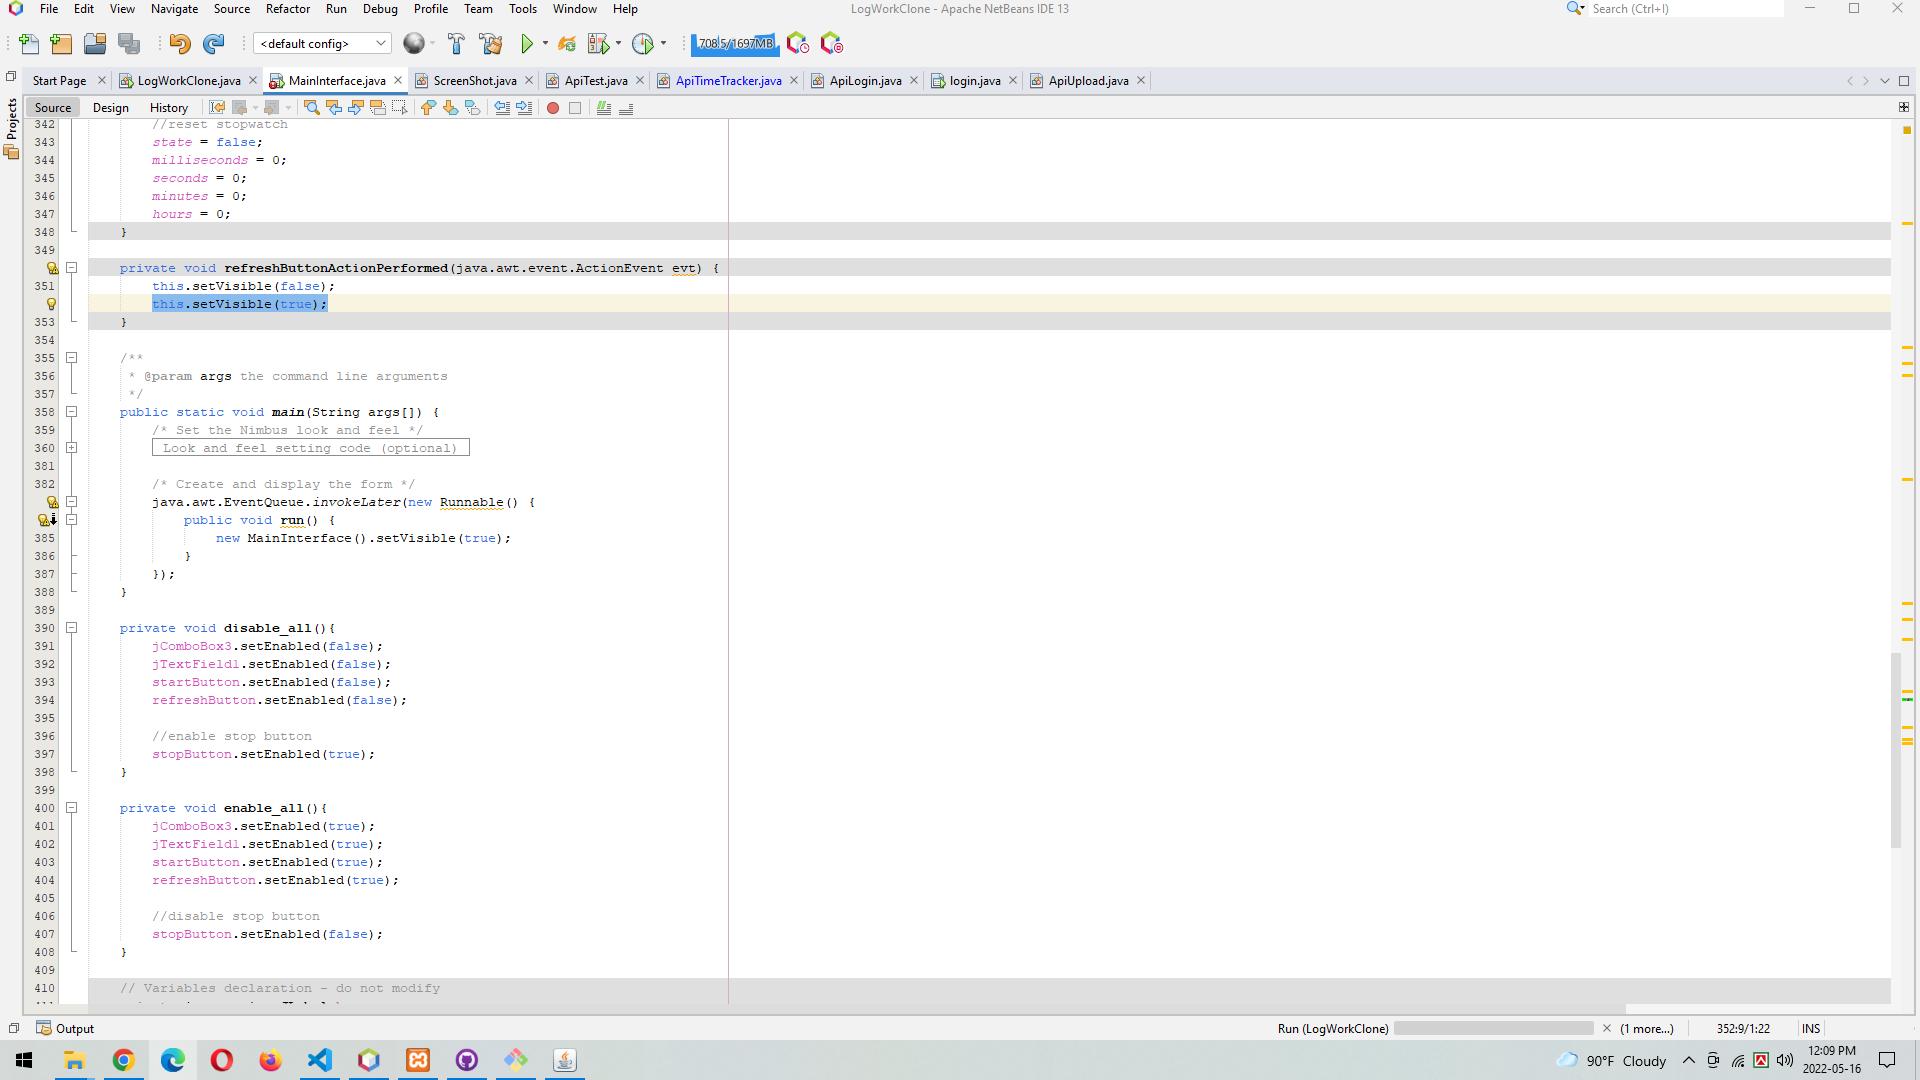 File Edit View Navigate Source Refactor Run Debug Profile Team Tools Window Help
LogWorkClone - Apache NetBeans IDE 13
Search (Ctrl+I)
<default config>
708.5/1697MB
Start Page
LogWorkClone.java
MainInterface.java
ScreenShot.java
ApiTest.java
ApiTimeTracker.java
ApiLogin.java
login.java
ApiUpload.java
Source Design History
Projects
342 //reset stopwatch
343 state = false;
344 milliseconds = 0;
345 seconds = 0;
346 minutes = 0;
347 hours = 0;
348 }
349
private void refreshButtonActionPerformed(java.awt.event.ActionEvent evt) {
351 this.setVisible(false);
this.setVisible(true);
353 }
354
355 /**
356 * @param args the command line arguments
357 */
358 public static void main(String args[]) {
359 /* Set the Nimbus look and feel */
360 Look and feel setting code (optional)
381
382 /* Create and display the form */
java.awt.EventQueue.invokeLater(new Runnable() {
public void run() {
385 new MainInterface().setVisible(true);
386 }
387 });
388 }
389
390 private void disable_all(){
391 jComboBox3.setEnabled(false);
392 jTextField1.setEnabled(false);
393 startButton.setEnabled(false);
394 refreshButton.setEnabled(false);
395
396 //enable stop button
397 stopButton.setEnabled(true);
398 }
399
400 private void enable_all(){
401 jComboBox3.setEnabled(true);
402 jTextField1.setEnabled(true);
403 startButton.setEnabled(true);
404 refreshButton.setEnabled(true);
405
406 //disable stop button
407 stopButton.setEnabled(false);
408 }
409
410 // Variables declaration - do not modify
Output
Run (LogWorkClone)
(1 more...)
352:9/1:22
INS
90°F Cloudy
12:09 PM
2022-05-16